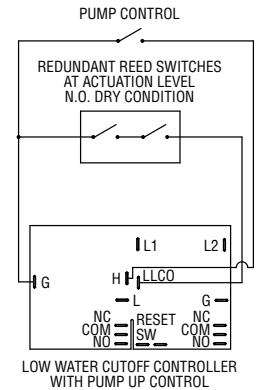 PUMP CONTROL
REDUNDANT REED SWITCHES
AT ACTUATION LEVEL
N.O. DRY CONDITION
L1 L2
G H LLCO
L G
NC RESET NC
COM SW COM
NO NO
LOW WATER CUTOFF CONTROLLER
WITH PUMP UP CONTROL